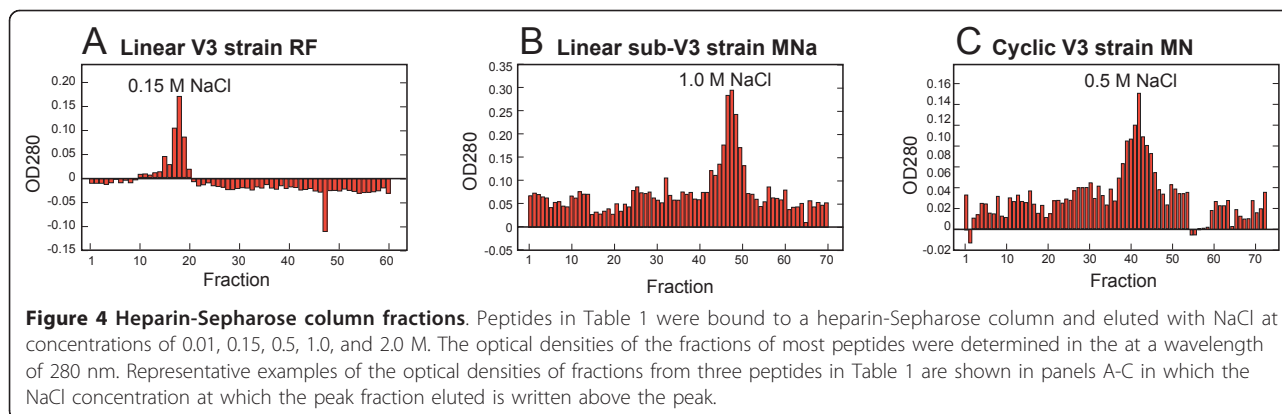 A Linear V3 strain RF
0.20
0.15
0.10
0.05
0
-0.05
-0.10
-0.15
OD280
0.15 M NaCl
1 10 20 30 40 50 60
Fraction
B Linear sub-V3 strain MNa
0.35
0.30
0.25
0.20
0.15
0.10
0.05
0
-0.05
OD280
1.0 M NaCl
1 10 20 30 40 50 60 70
Fraction
C Cyclic V3 strain MN
0.16
0.14
0.12
0.10
0.08
0.06
0.04
0.02
0
-0.02
OD280
0.5 M NaCl
1 10 20 30 40 50 60 70
Fraction
Figure 4 Heparin-Sepharose column fractions. Peptides in Table 1 were bound to a heparin-Sepharose column and eluted with NaCl at
concentrations of 0.01, 0.15, 0.5, 1.0, and 2.0 M. The optical densities of the fractions of most peptides were determined in the at a wavelength
of 280 nm. Representative examples of the optical densities of fractions from three peptides in Table 1 are shown in panels A-C in which the
NaCl concentration at which the peak fraction eluted is written above the peak.